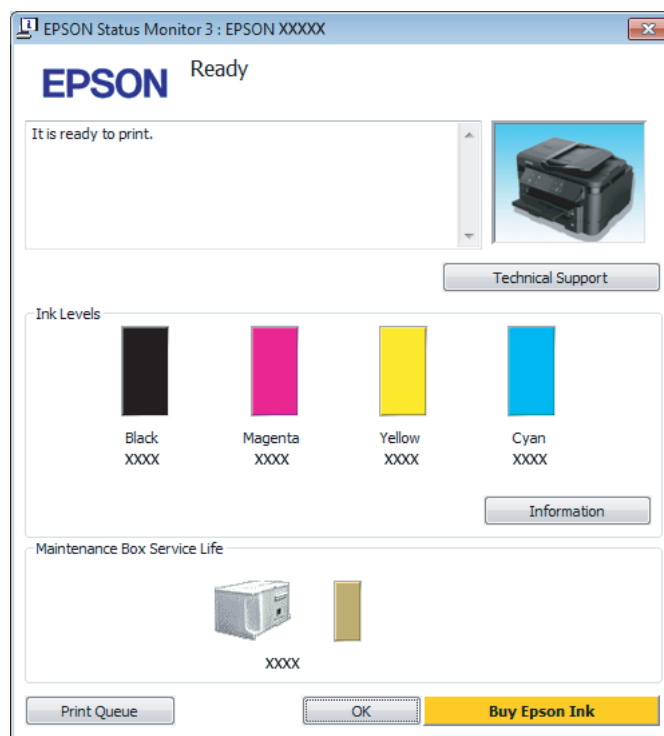 EPSON Status Monitor 3 : EPSON XXXXX
EPSON
Ready
It is ready to print.
Technical Support
Ink Levels
Black Magenta Yellow Cyan
XXXX XXXX XXXX XXXX
Information
Maintenance Box Service Life
XXXX
Print Queue OK Buy Epson Ink